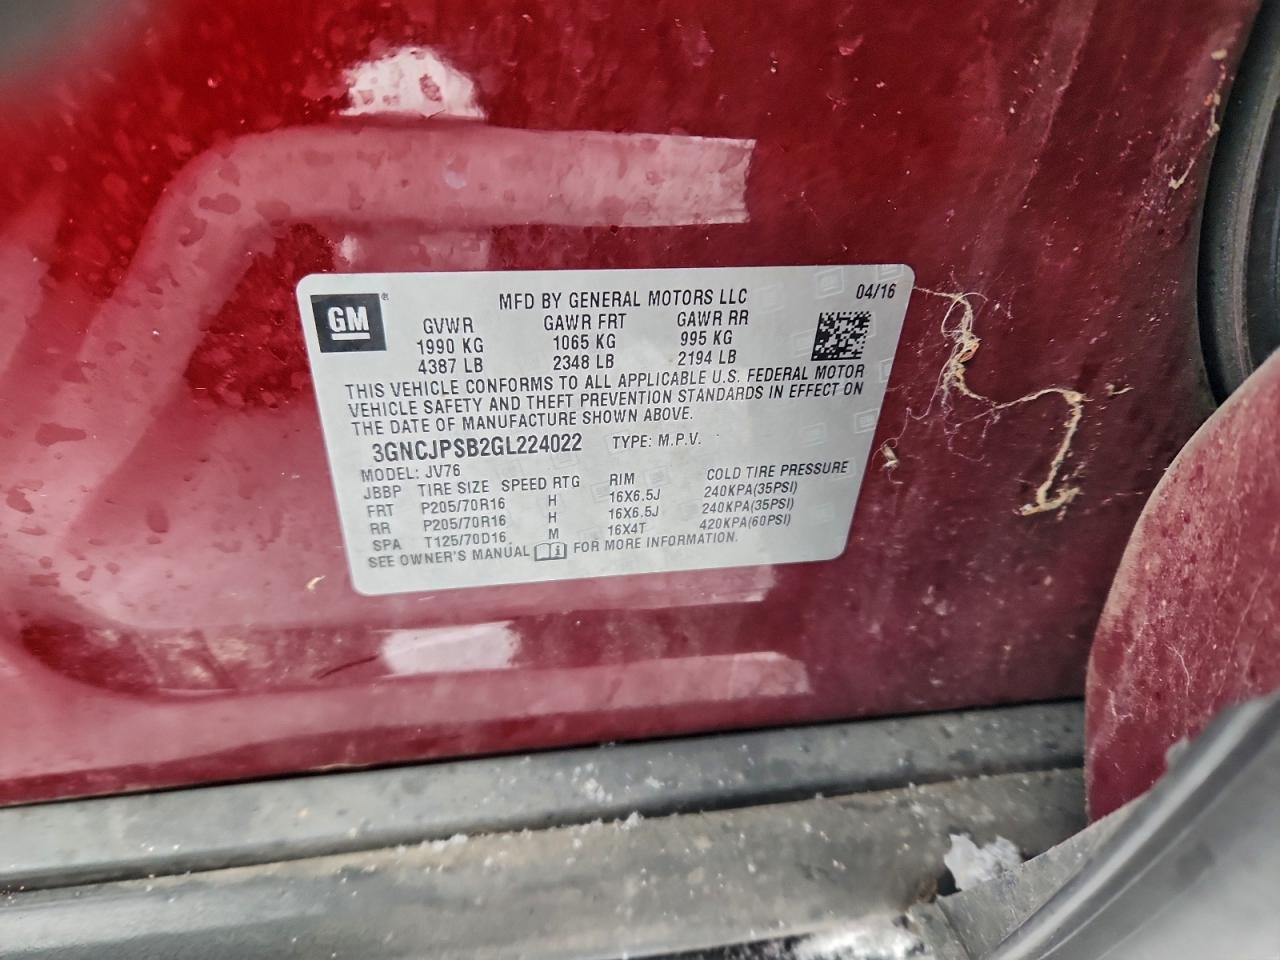 GM®
MFD BY GENERAL MOTORS LLC 04/16
GVWR GAWR FRT GAWR RR
1990 KG 1065 KG 995 KG
4387 LB 2348 LB 2194 LB
THIS VEHICLE CONFORMS TO ALL APPLICABLE U.S. FEDERAL MOTOR
VEHICLE SAFETY AND THEFT PREVENTION STANDARDS IN EFFECT ON
THE DATE OF MANUFACTURE SHOWN ABOVE.
3GNCJPSB2GL224022 TYPE: M.P.V.
MODEL: JV76
JBBP TIRE SIZE SPEED RTG RIM COLD TIRE PRESSURE
FRT P205/70R16 H 16X6.5J 240KPA(35PSI)
RR P205/70R16 H 16X6.5J 240KPA(35PSI)
SPA T125/70D16 M 16X4T 420KPA(60PSI)
SEE OWNER'S MANUAL FOR MORE INFORMATION.